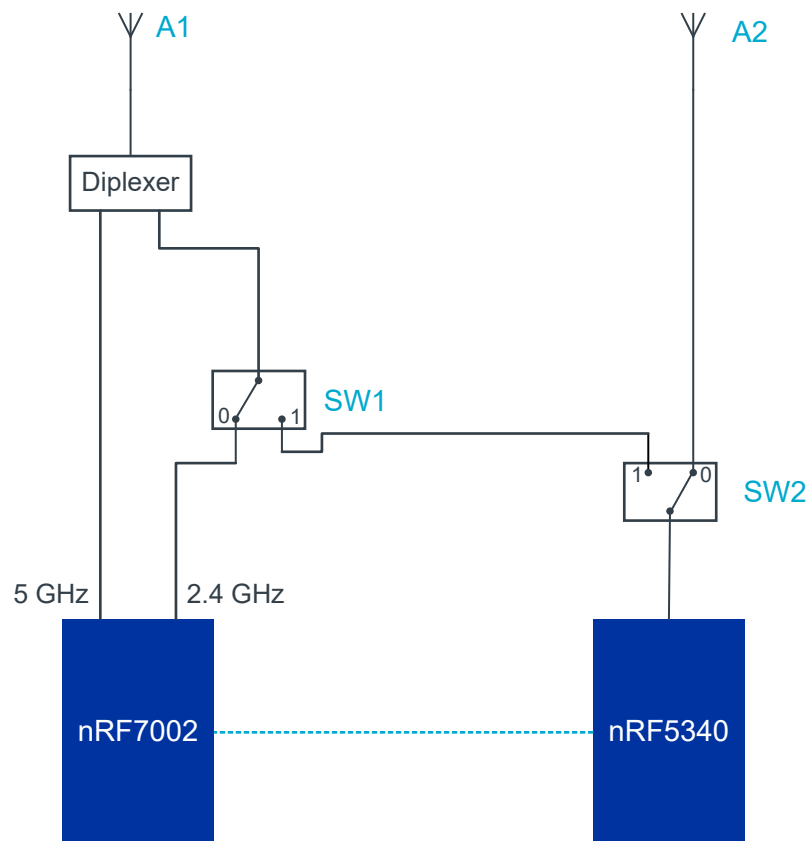 A1
A2
Diplexer
SW1
0
1
1
0
SW2
5 GHz
2.4 GHz
nRF7002
nRF5340